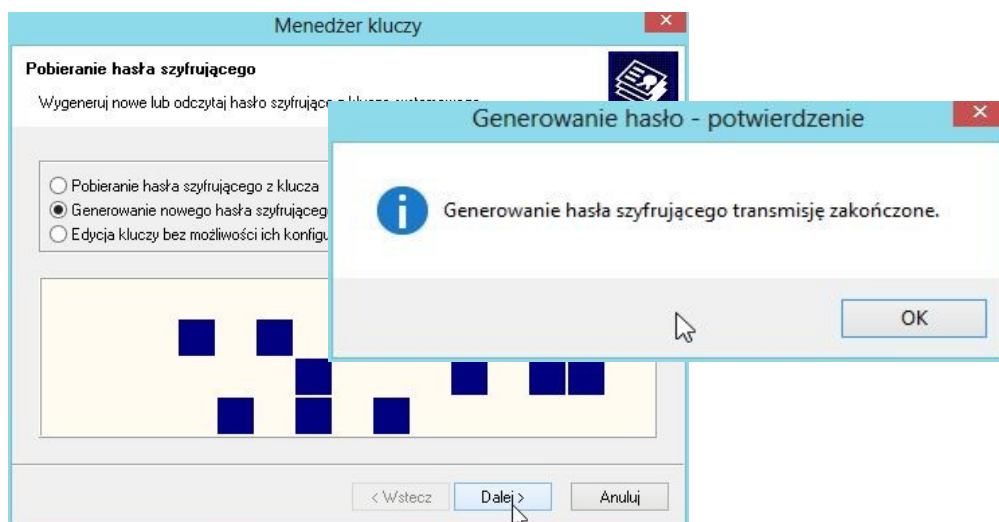 Menedżer kluczy
Pobieranie hasła szyfrującego
Wygeneruj nowe lub odczytaj hasło szyfrujące z klucza
Pobieranie hasła szyfrującego z klucza
Generowanie nowego hasła szyfrująceg
Edycja kluczy bez możliwości ich konfigu
< Wstecz
Dalej >
Anuluj
Generowanie hasło - potwierdzenie
Generowanie hasła szyfrującego transmisję zakończone.
OK